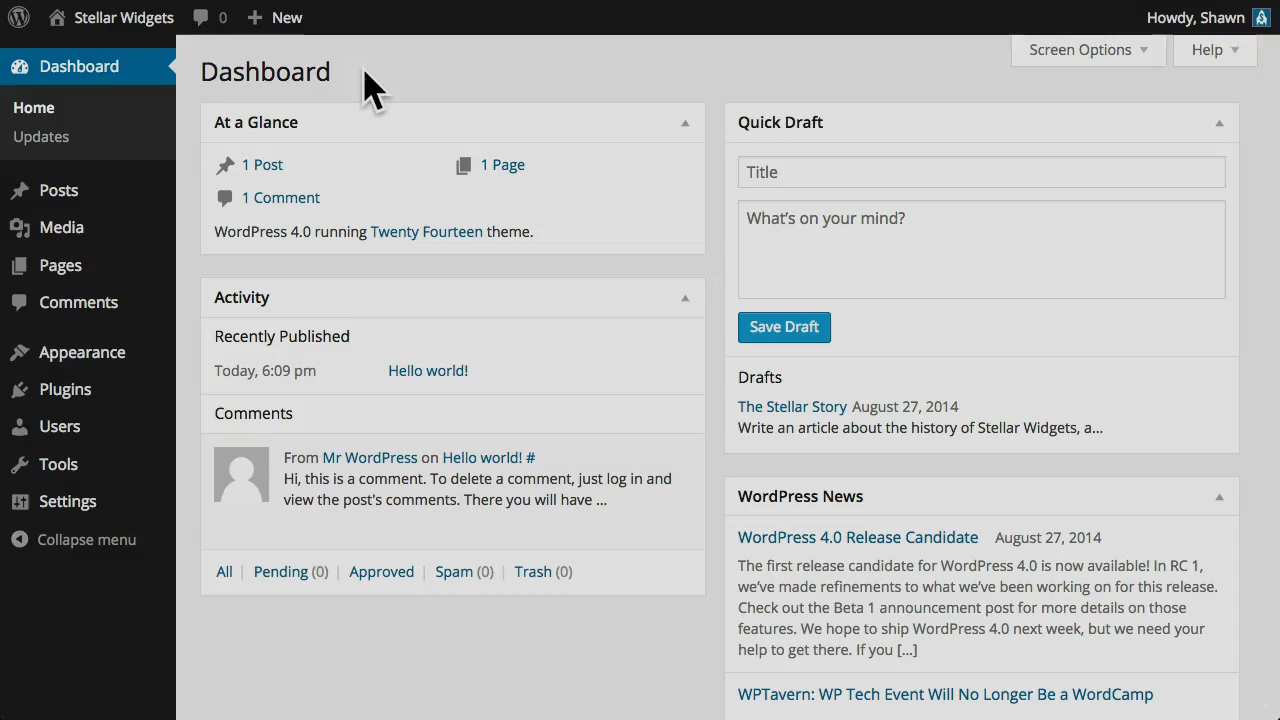 Stellar Widgets 0 New Howdy, Shawn
Dashboard
Home
Updates
Posts
Media
Pages
Comments
Appearance
Plugins
Users
Tools
Settings
Collapse menu
Screen Options Help
Dashboard
At a Glance
1 Post 1 Page
1 Comment
WordPress 4.0 running Twenty Fourteen theme.
Activity
Recently Published
Today, 6:09 pm Hello world!
Comments
From Mr WordPress on Hello world! #
Hi, this is a comment. To delete a comment, just log in and
view the post's comments. There you will have ...
All | Pending (0) | Approved | Spam (0) | Trash (0)
Quick Draft
Title
What's on your mind?
Save Draft
Drafts
The Stellar Story August 27, 2014
Write an article about the history of Stellar Widgets, a...
WordPress News
WordPress 4.0 Release Candidate August 27, 2014
The first release candidate for WordPress 4.0 is now available! In RC 1,
we've made refinements to what we've been working on for this release.
Check out the Beta 1 announcement post for more details on those
features. We hope to ship WordPress 4.0 next week, but we need your
help to get there. If you [...]
WPTavern: WP Tech Event Will No Longer Be a WordCamp